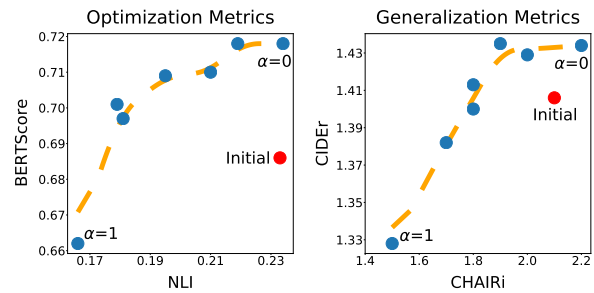 Optimization Metrics
0.72
0.71
0.70
0.69
0.68
0.67
0.66
BERTScore
α=0
Initial
α=1
0.17
0.19
0.21
0.23
NLI
Generalization Metrics
1.43
1.41
1.39
1.37
1.35
1.33
CIDEr
α=0
Initial
α=1
1.4
1.6
1.8
2.0
2.2
CHAIRi